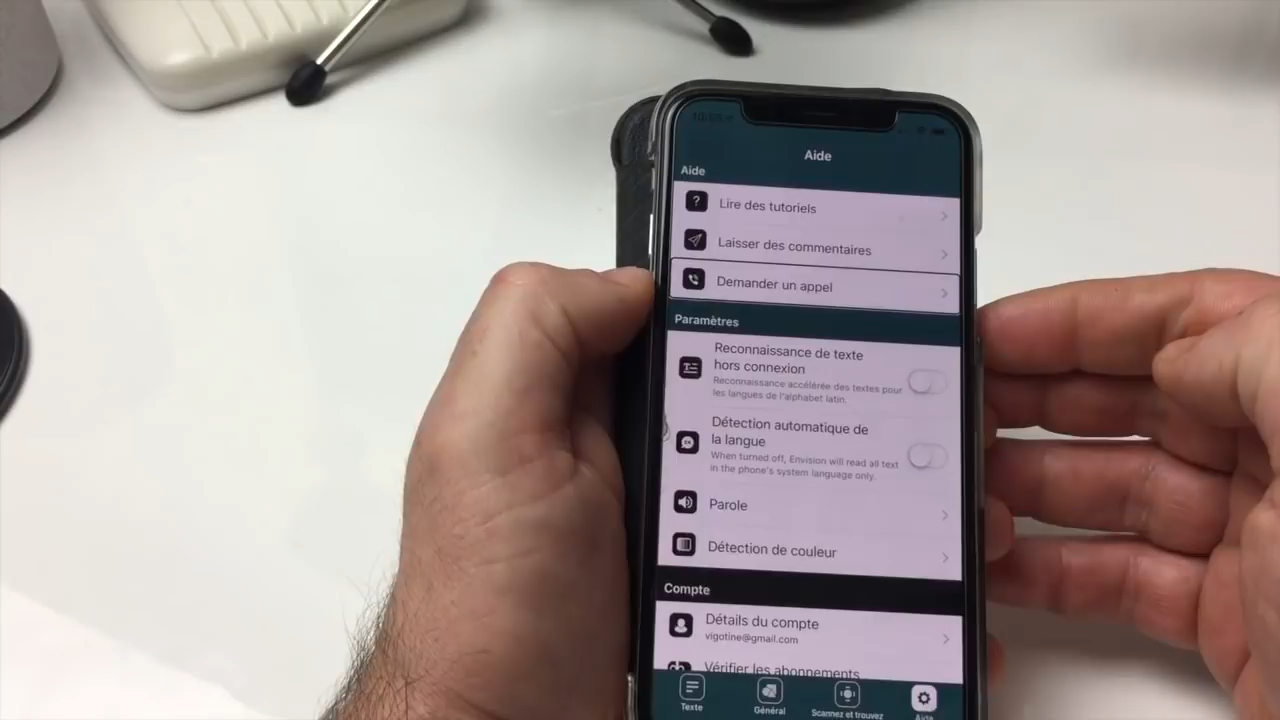 Aide
Aide
Lire des tutoriels
Laisser des commentaires
Demander un appel
Paramètres
Reconnaissance de texte
hors connexion
Reconnaissance accélérée des textes pour
les langues de l'alphabet latin.
Détection automatique de
la langue
When turned off, Envision will read all text
in the phone's system language only.
Parole
Détection de couleur
Compte
Détails du compte
vigotine@gmail.com
Vérifier les abonnements
Texte
Général
Scannez et trouvez
Aide